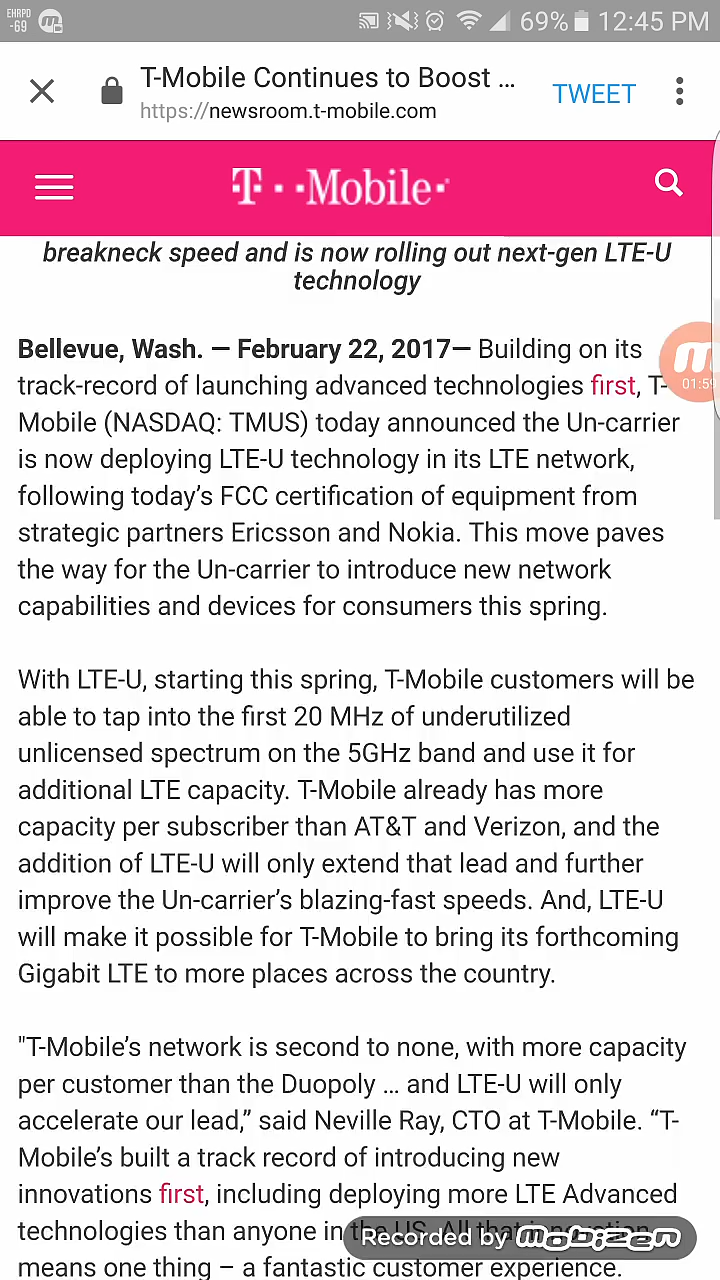 EHRPD
-69
69%
12:45 PM
T-Mobile Continues to Boost ...
https://newsroom.t-mobile.com
TWEET
T··Mobile·
breakneck speed and is now rolling out next-gen LTE-U
technology
Bellevue, Wash. — February 22, 2017— Building on its
track-record of launching advanced technologies first, T-
Mobile (NASDAQ: TMUS) today announced the Un-carrier
is now deploying LTE-U technology in its LTE network,
following today’s FCC certification of equipment from
strategic partners Ericsson and Nokia. This move paves
the way for the Un-carrier to introduce new network
capabilities and devices for consumers this spring.
01:59
With LTE-U, starting this spring, T-Mobile customers will be
able to tap into the first 20 MHz of underutilized
unlicensed spectrum on the 5GHz band and use it for
additional LTE capacity. T-Mobile already has more
capacity per subscriber than AT&T and Verizon, and the
addition of LTE-U will only extend that lead and further
improve the Un-carrier’s blazing-fast speeds. And, LTE-U
will make it possible for T-Mobile to bring its forthcoming
Gigabit LTE to more places across the country.
"T-Mobile’s network is second to none, with more capacity
per customer than the Duopoly … and LTE-U will only
accelerate our lead,” said Neville Ray, CTO at T-Mobile. “T-
Mobile’s built a track record of introducing new
innovations first, including deploying more LTE Advanced
technologies than anyone in the US. All that innovation
means one thing – a fantastic customer experience.
Recorded by mobizen